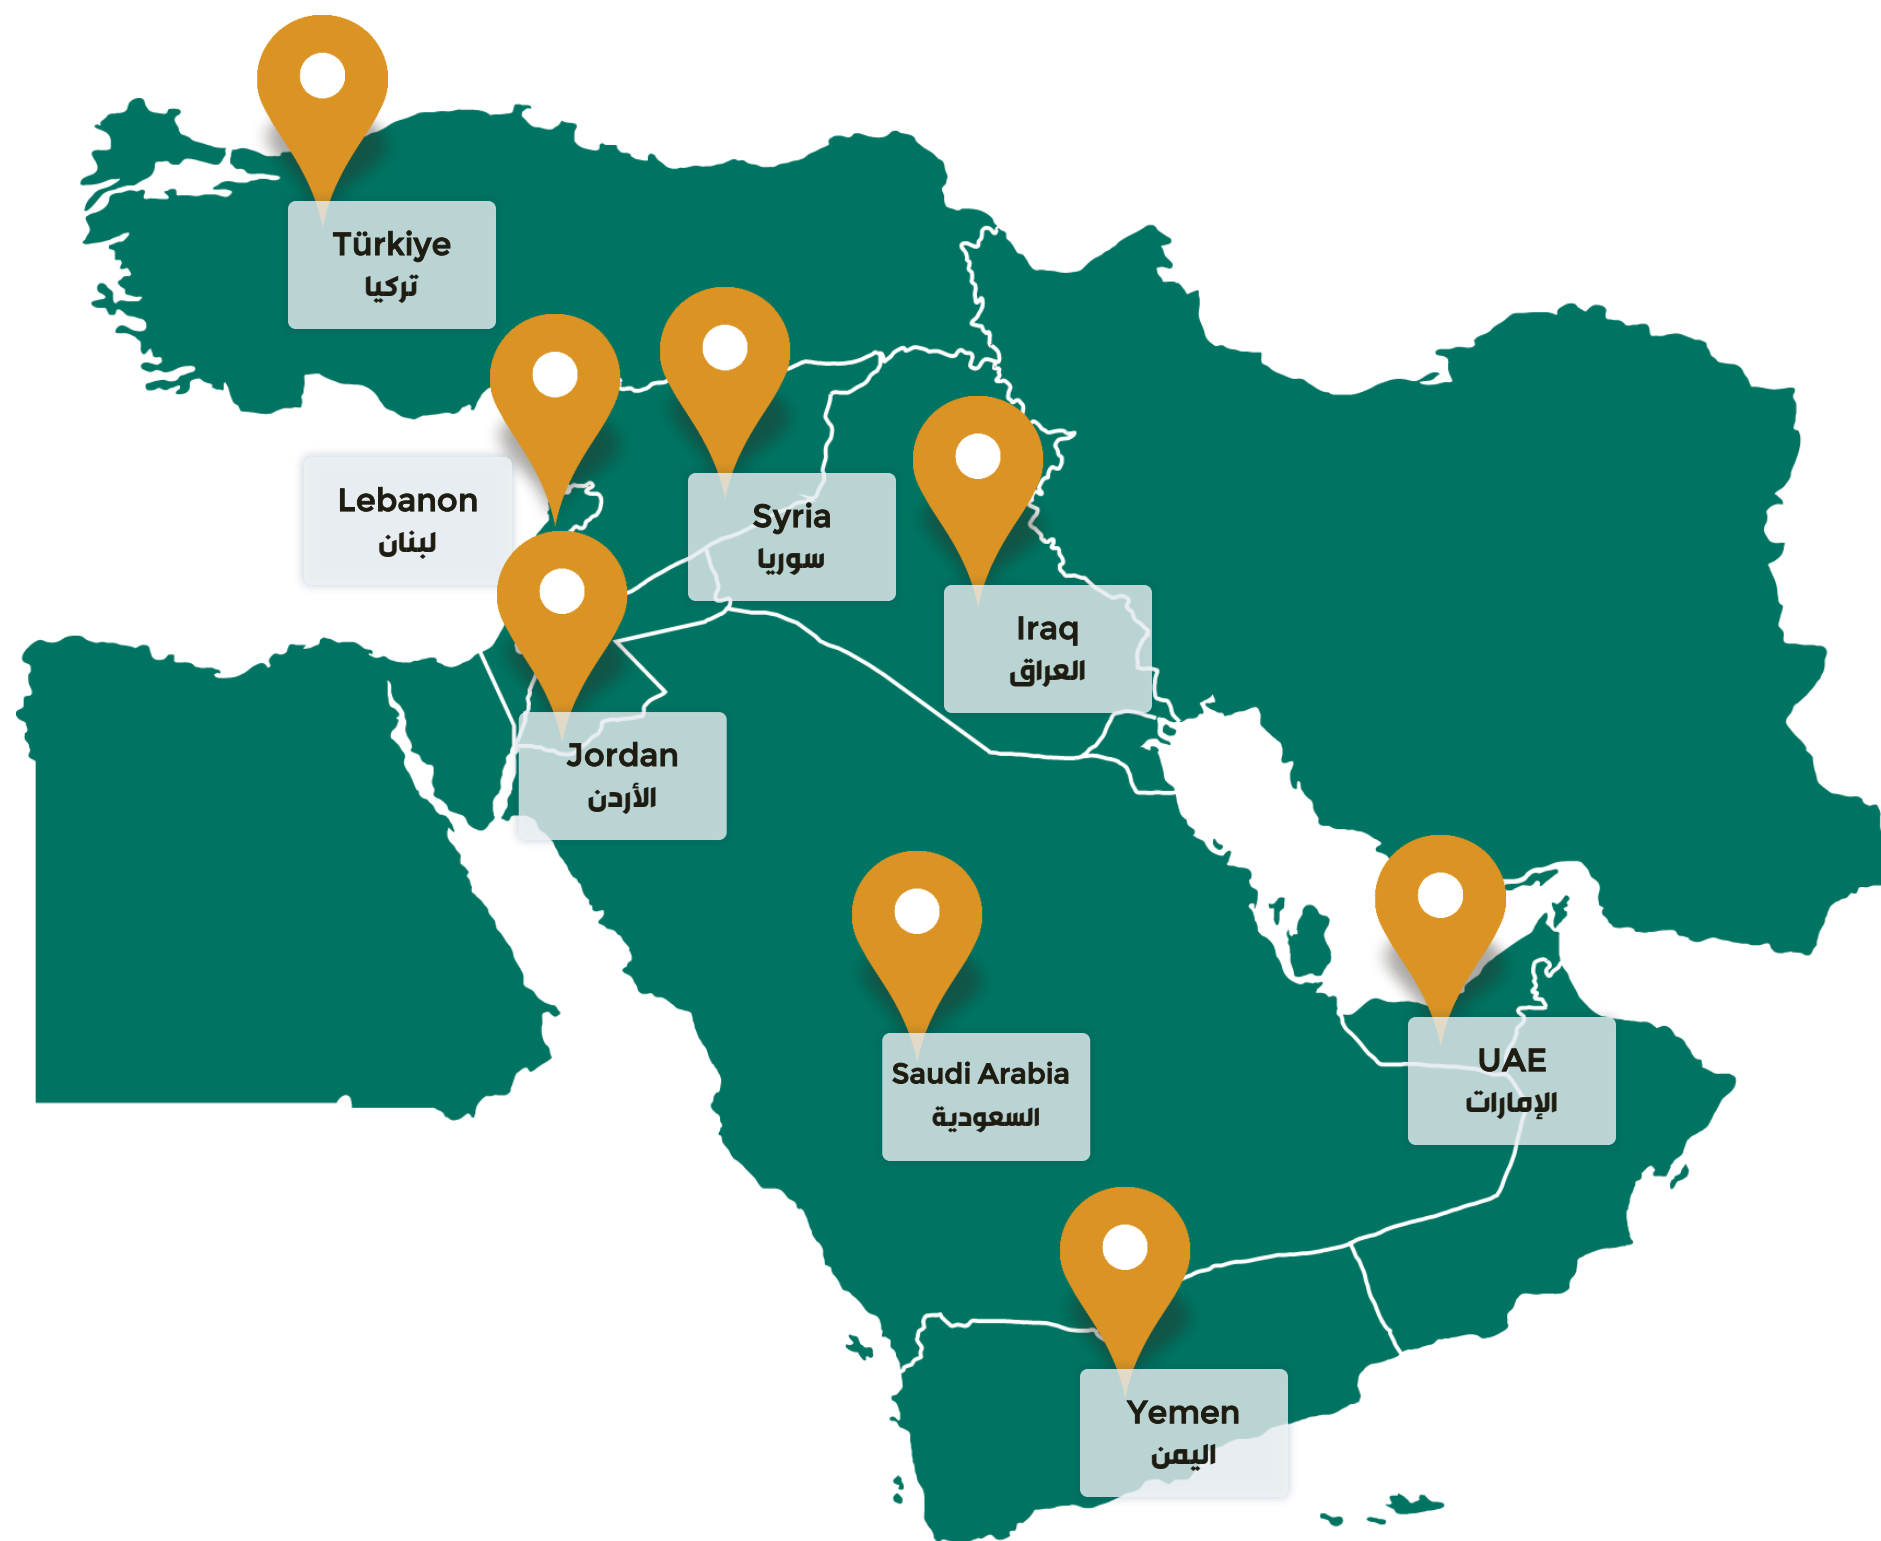 Türkiye
تركيا
Lebanon
لبنان
Syria
سوريا
Iraq
العراق
Jordan
الأردن
Saudi Arabia
السعودية
UAE
الإمارات
Yemen
اليمن